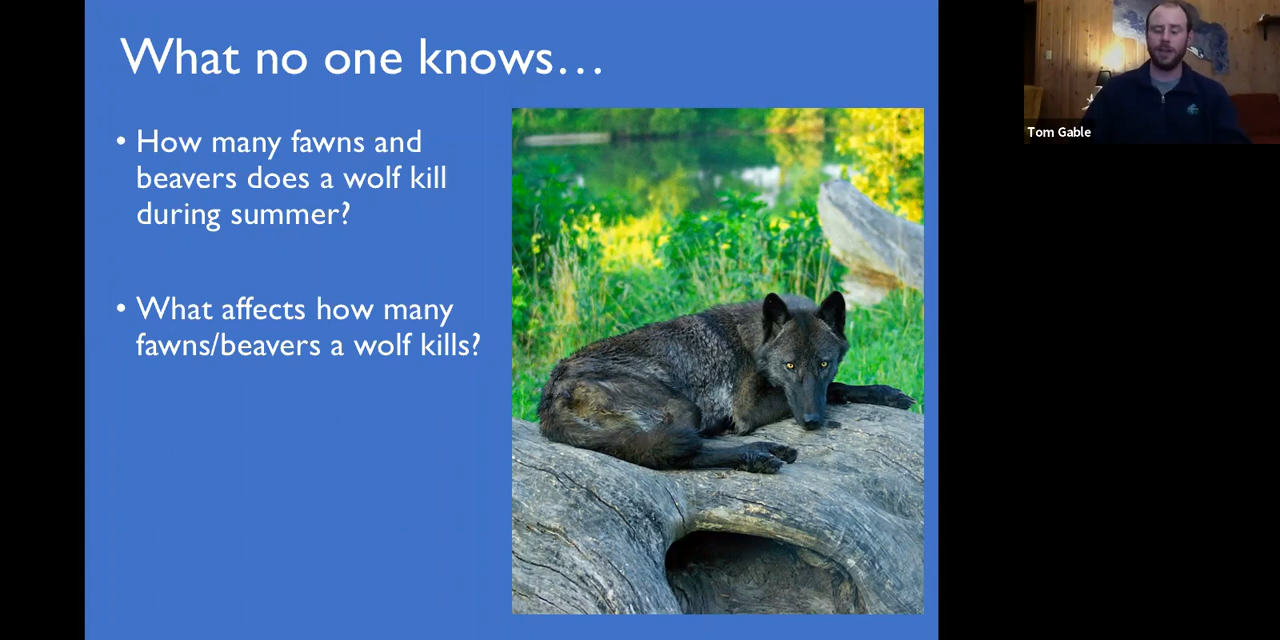 What no one knows…
• How many fawns and
beavers does a wolf kill
during summer?
• What affects how many
fawns/beavers a wolf kills?
Tom Gable